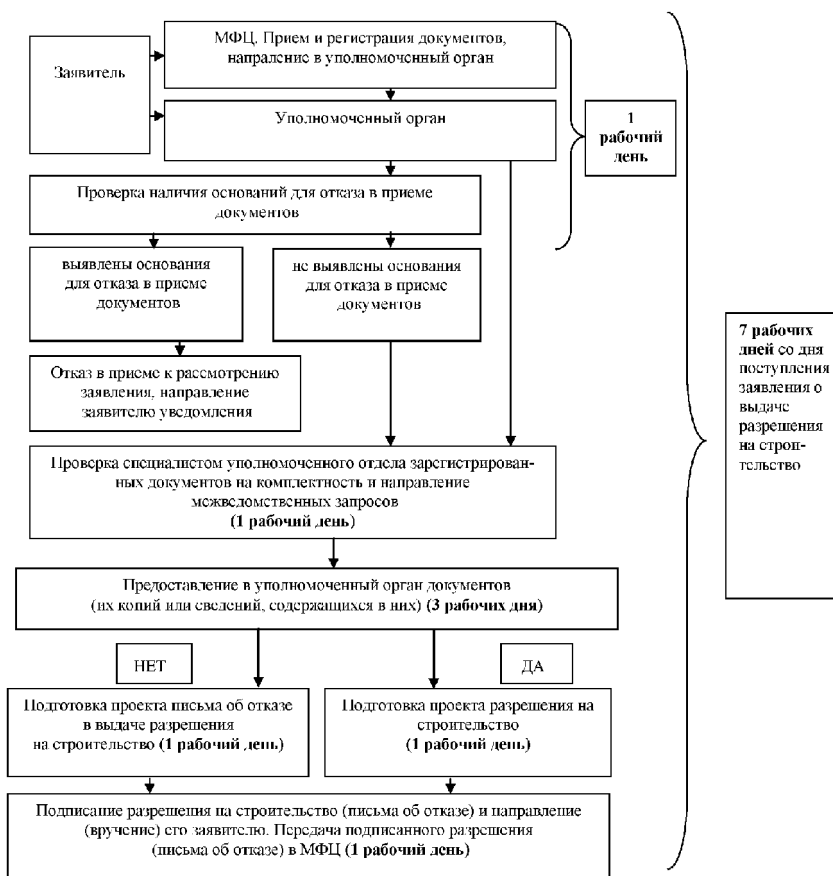 МФЦ. Прием и регистрация документов,
напраление в уполномоченный орган
Заявитель
Уполномоченный орган
1
рабочий
день
Проверка наличия оснований для отказа в приеме
документов
выявлены основания
для отказа в приеме
документов
не выявлены основания
для отказа в приеме
документов
Отказ в приеме к рассмотрению
заявления, направление
заявителю уведомления
7 рабочих
дней со дня
поступления
заявления о
выдаче
разрешения
на строи-
тельство
Проверка специалистом уполномоченного отдела зарегистрирован-
ных документов на комплектность и направление
межведомственных запросов
(1 рабочий день)
Предоставление в уполномоченный орган документов
(их копий или сведений, содержащихся в них) (3 рабочих дня)
НЕТ
ДА
Подготовка проекта письма об отказе
в выдаче разрешения
на строительство (1 рабочий день)
Подготовка проекта разрешения на
строительство
(1 рабочий день)
Подписание разрешения на строительство (письма об отказе) и направление
(вручение) его заявителю. Передача подписанного разрешения
(письма об отказе) в МФЦ (1 рабочий день)